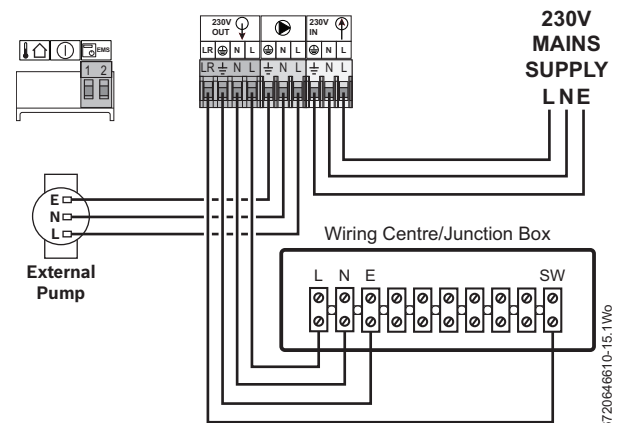 230V
OUT
230V
IN
LR N L N L N L
LR N L N L N L
EMS
1 2
230V
MAINS
SUPPLY
L N E
E
N
L
External
Pump
Wiring Centre/Junction Box
L N E SW
6720646610-15.1Wo